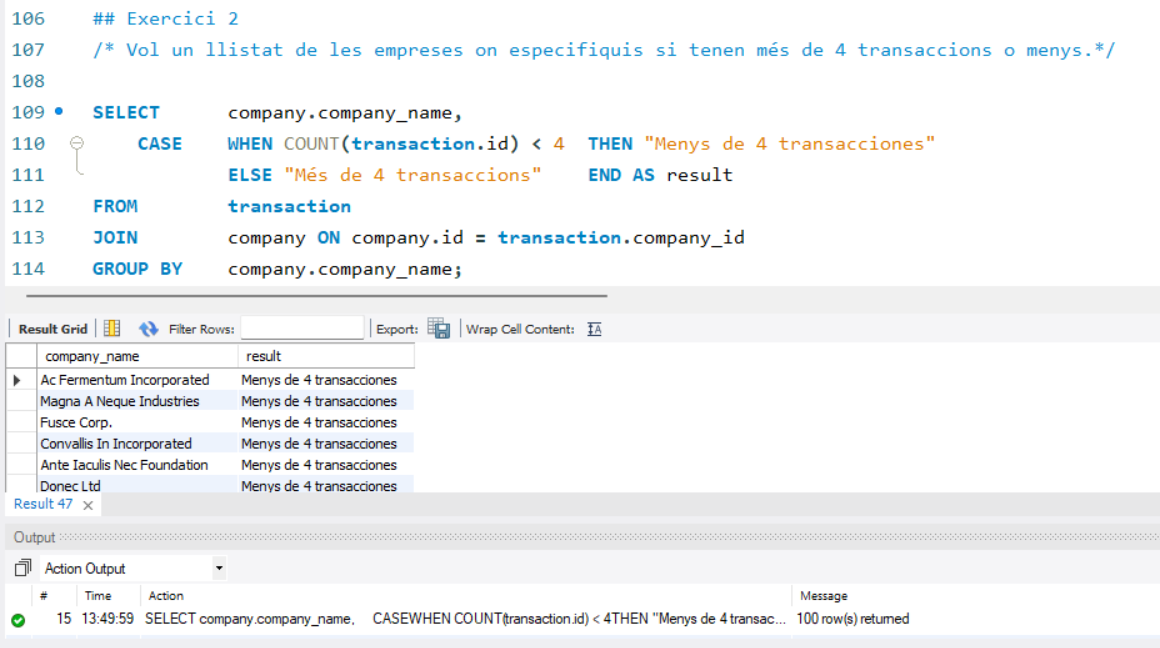 106 ## Exercici 2
107 /* Vol un llistat de les empreses on especifiquis si tenen més de 4 transaccions o menys.*/
108
109 SELECT company.company_name,
110 CASE WHEN COUNT(transaction.id) < 4 THEN "Menys de 4 transacciones"
111 ELSE "Més de 4 transaccions" END AS result
112 FROM transaction
113 JOIN company ON company.id = transaction.company_id
114 GROUP BY company.company_name;
Result Grid Filter Rows: Export: Wrap Cell Content: IA
company_name result
Ac Fermentum Incorporated Menys de 4 transacciones
Magna A Neque Industries Menys de 4 transacciones
Fusce Corp. Menys de 4 transacciones
Convallis In Incorporated Menys de 4 transacciones
Ante Iaculis Nec Foundation Menys de 4 transacciones
Donec Ltd Menys de 4 transacciones
Result 47
Output
Action Output
# Time Action Message
15 13:49:59 SELECT company.company_name, CASEWHEN COUNT(transaction.id) < 4THEN "Menys de 4 transac... 100 row(s) returned